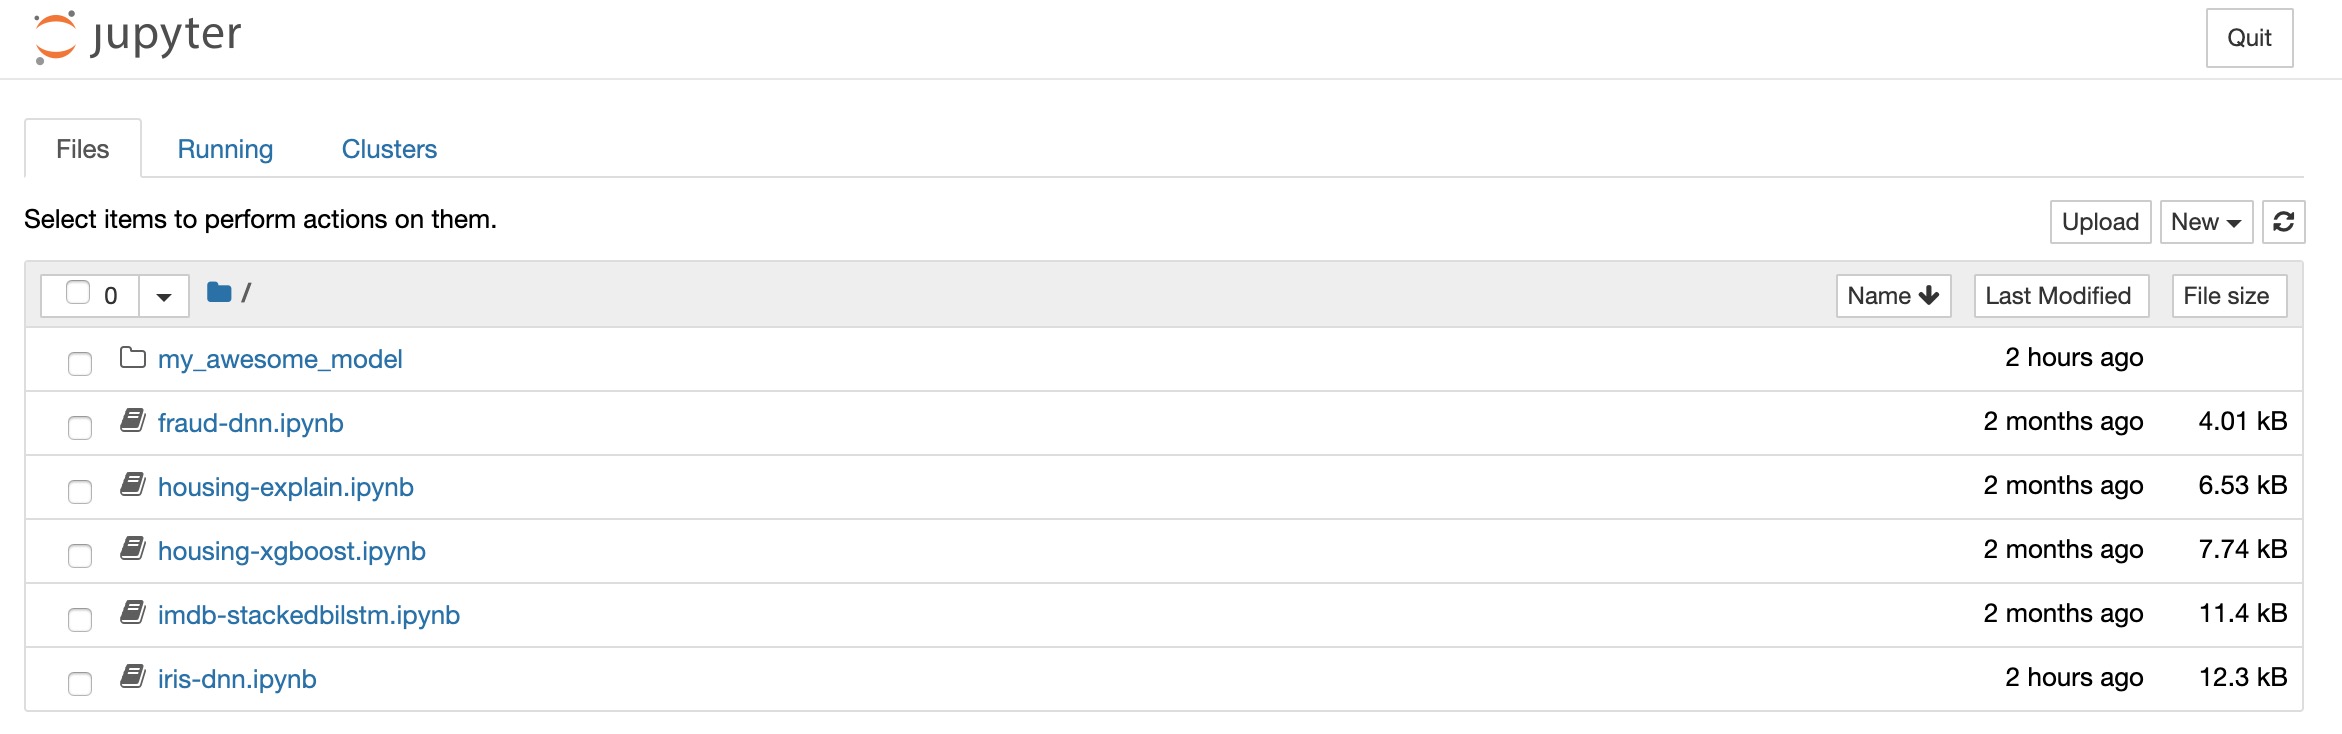 jupyter
Quit
Files Running Clusters
Select items to perform actions on them.
Upload New
0 / Name Last Modified File size
my_awesome_model 2 hours ago
fraud-dnn.ipynb 2 months ago 4.01 kB
housing-explain.ipynb 2 months ago 6.53 kB
housing-xgboost.ipynb 2 months ago 7.74 kB
imdb-stackedbilstm.ipynb 2 months ago 11.4 kB
iris-dnn.ipynb 2 hours ago 12.3 kB